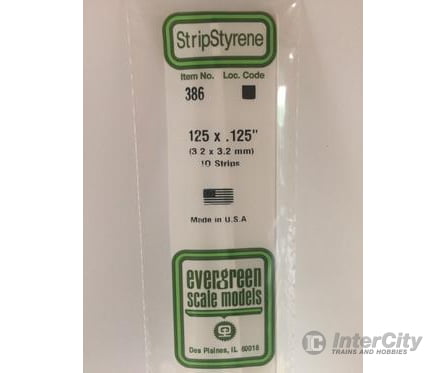 StripStyrene
Item No. Loc. Code
386
125 x .125"
(3.2 x 3.2 mm)
10 Strips
Made in U.S.A
evergreen
scale models
Des Plaines, IL 60018
InterCity
TRAINS AND HOBBIES